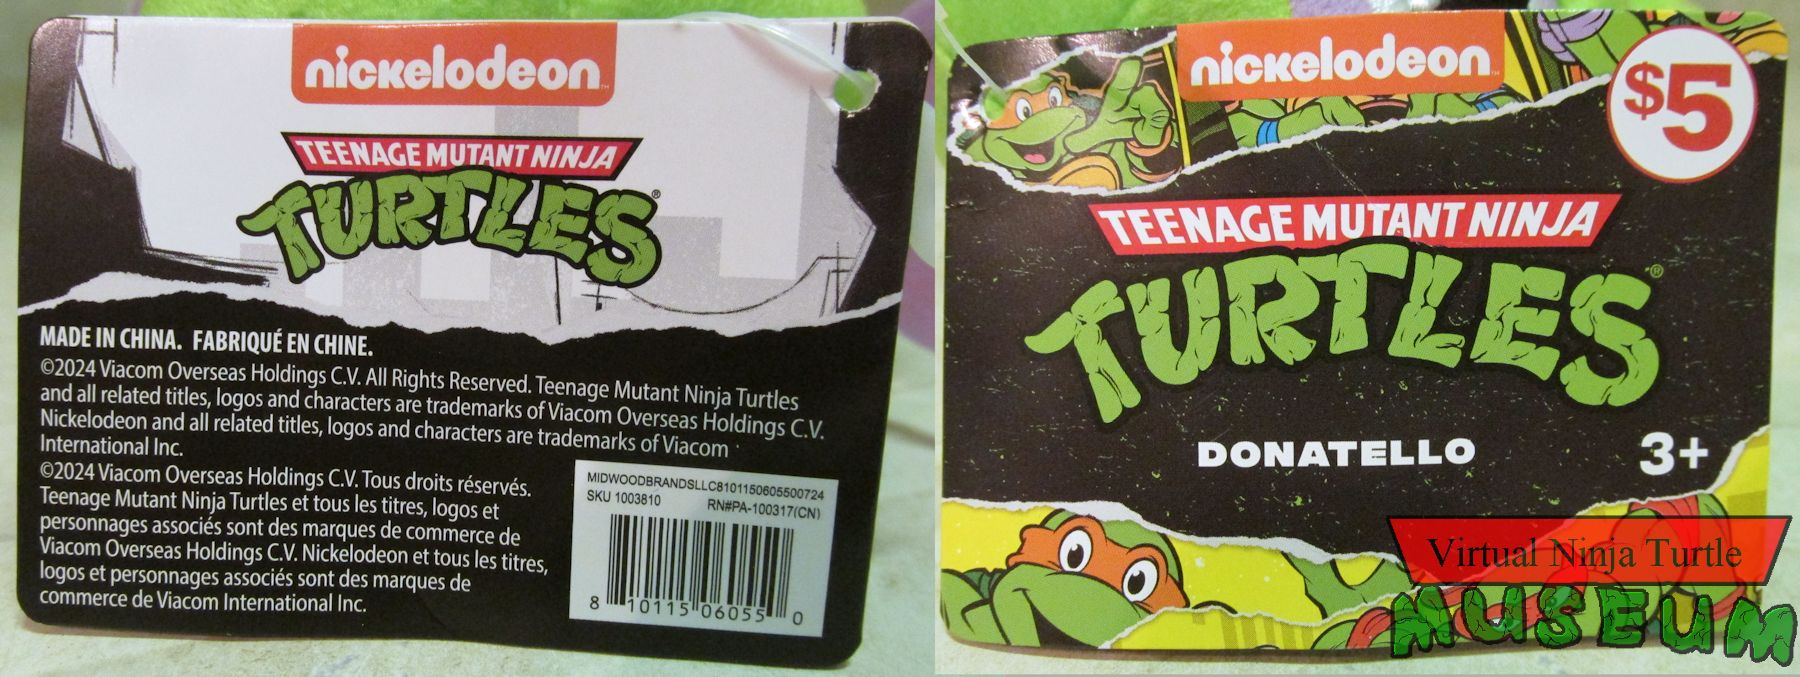 nickelodeon™
TEENAGE MUTANT NINJA
TURTLES®
MADE IN CHINA. FABRIQUÉ EN CHINE.
©2024 Viacom Overseas Holdings C.V. All Rights Reserved. Teenage Mutant Ninja Turtles
and all related titles, logos and characters are trademarks of Viacom Overseas Holdings C.V.
Nickelodeon and all related titles, logos and characters are trademarks of Viacom
International Inc.
©2024 Viacom Overseas Holdings C.V. Tous droits réservés.
Teenage Mutant Ninja Turtles et tous les titres, logos et
personnages associés sont des marques de commerce de
Viacom Overseas Holdings C.V. Nickelodeon et tous les titres,
logos et personnages associés sont des marques de
commerce de Viacom International Inc.
MIDWOODBRANDSLLC8101150605500724
SKU 1003810 RN#PA-100317(CN)
8 10115 06055 0
nickelodeon™
$5
TEENAGE MUTANT NINJA
TURTLES®
DONATELLO
3+
Virtual Ninja Turtle
MUSEUM